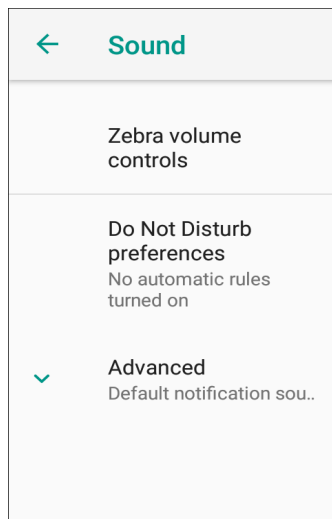 Sound
Zebra volume
controls
Do Not Disturb
preferences
No automatic rules
turned on
Advanced
Default notification sou..